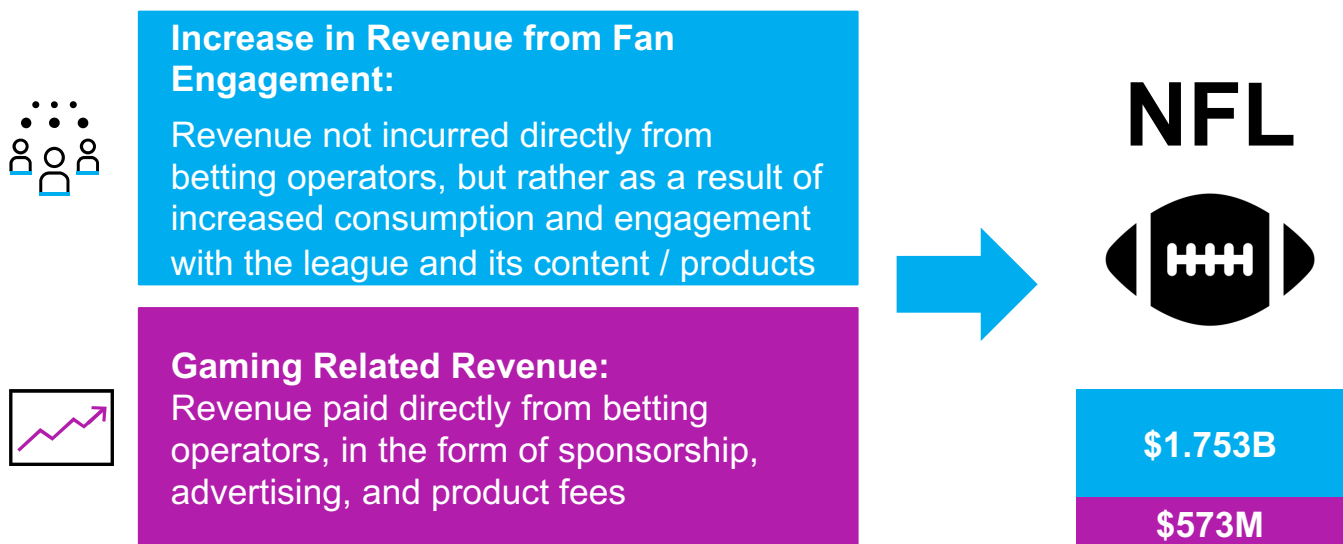 Increase in Revenue from Fan
Engagement:
Revenue not incurred directly from
betting operators, but rather as a result of
increased consumption and engagement
with the league and its content / products
Gaming Related Revenue:
Revenue paid directly from betting
operators, in the form of sponsorship,
advertising, and product fees
NFL
$1.753B
$573M